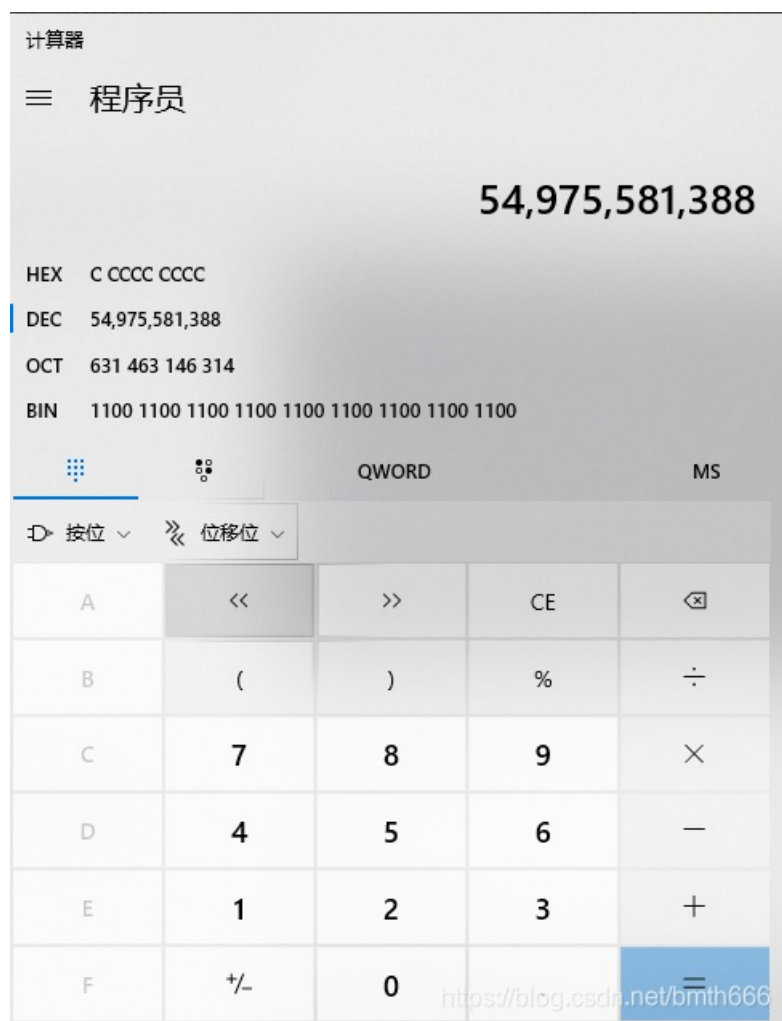 计算器
程序员
54,975,581,388
HEX C CCCC CCCC
DEC 54,975,581,388
OCT 631 463 146 314
BIN 1100 1100 1100 1100 1100 1100 1100 1100 1100
QWORD MS
按位 位移位
A << >> CE
B ( ) % ÷
C 7 8 9 ×
D 4 5 6 −
E 1 2 3 +
F +/− 0 =
https://blog.csdn.net/bmth666